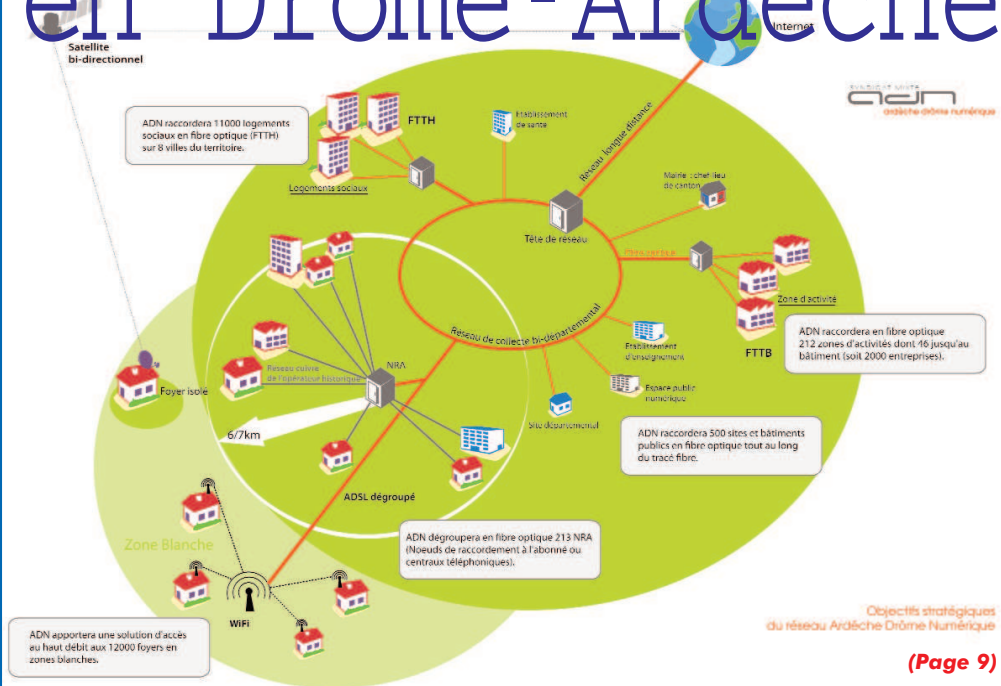 en Drôme-Ardèche
Satellite
bi-directionnel
Internet
SYNDICAT MIXTE
adn
ardèche drôme numérique
ADN raccordera 11000 logements
sociaux en fibre optique (FTTH)
sur 8 villes du territoire.
FTTH
Logements sociaux
Etablissement
de santé
Réseau longue distance
Mairie : chef lieu
de canton
Tête de réseau
Fibre optique
Zone d'activité
FTTB
ADN raccordera en fibre optique
212 zones d'activités dont 46 jusqu'au
bâtiment (soit 2000 entreprises).
Réseau de collecte bi-départemental
Etablissement
d'enseignement
Espace public
numérique
Site départemental
ADN raccordera 500 sites et bâtiments
publics en fibre optique tout au long
du tracé fibre.
NRA
Réseau cuivre
de l'opérateur historique
Foyer isolé
6/7km
ADSL dégroupé
ADN dégroupera en fibre optique 213 NRA
(Noeuds de raccordement à l'abonné ou
centraux téléphoniques).
Zone Blanche
WiFi
ADN apportera une solution d'accès
au haut débit aux 12000 foyers en
zones blanches.
Objectifs stratégiques
du réseau Ardèche Drôme Numérique
(Page 9)